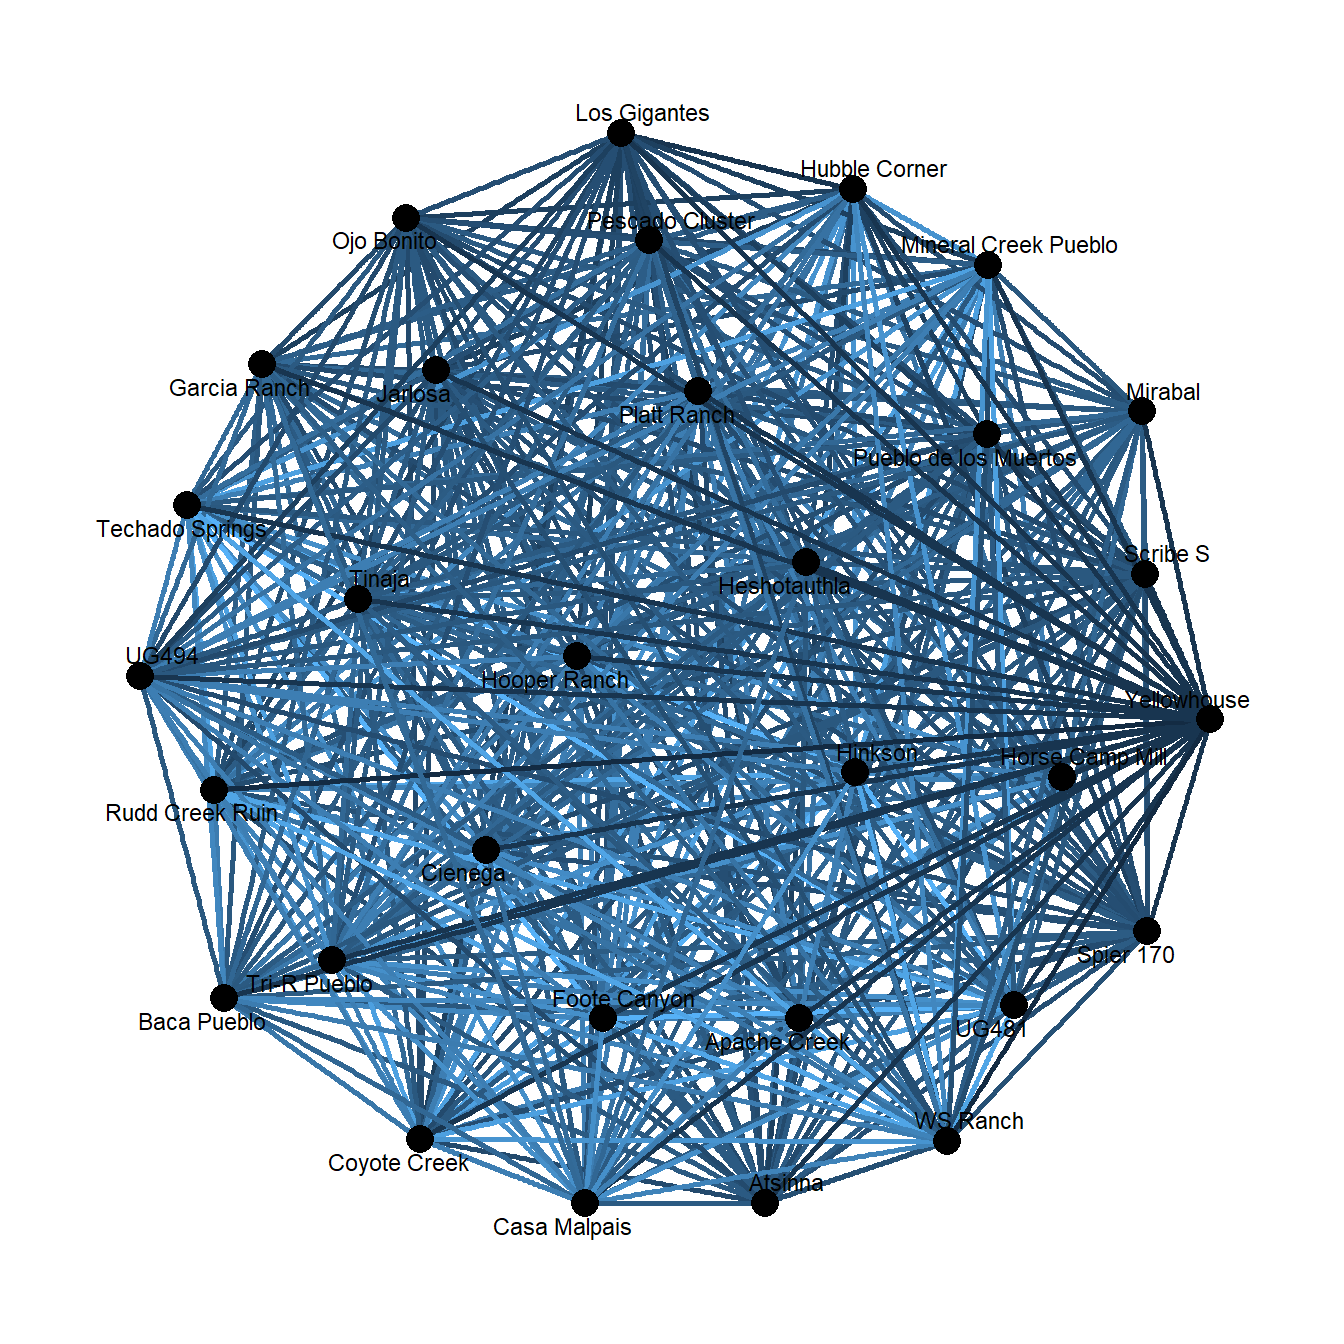 Los Gigantes
Hubble Corner
Pescado Cluster
Ojo Bonito
Mineral Creek Pueblo
Garcia Ranch
Jarlosa
Mirabal
Platt Ranch
Pueblo de los Muertos
Techado Springs
Scribe S
Tinaja
Heshotauthla
UG494
Hooper Ranch
Yellowhouse
Hinkson
Horse Camp Mill
Rudd Creek Ruin
Cienega
Spier 170
Tri-R Pueblo
Foote Canyon
Baca Pueblo
UG481
Apache Creek
WS Ranch
Coyote Creek
Atsinna
Casa Malpais